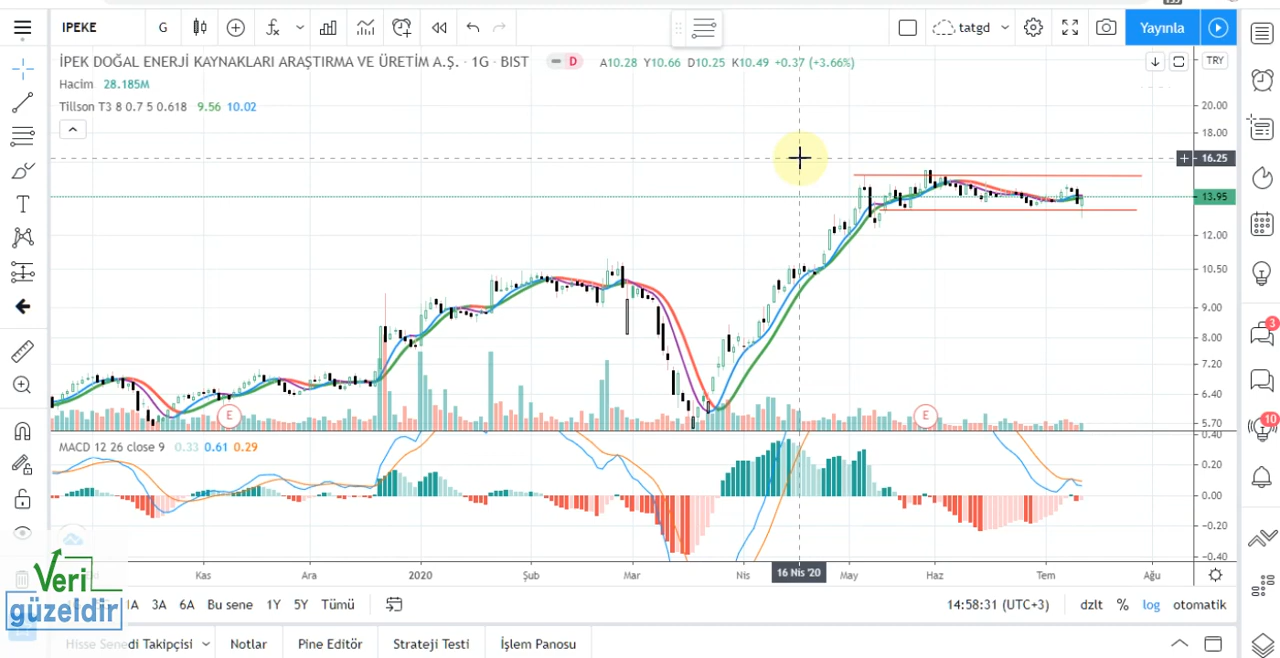 IPEKE G tatgd Yayınla
İPEK DOĞAL ENERJİ KAYNAKLARI ARAŞTIRMA VE ÜRETİM A.Ş. · 1G · BIST D A10.28 Y10.66 D10.25 K10.49 +0.37 (+3.66%) TRY
Hacim 28.185M
Tillson T3 8 0.7 5 0.618 9.56 10.02
20.00
18.00
16.25
13.95
12.00
10.50
9.00
8.00
7.20
6.40
5.70
E E
MACD 12 26 close 9 0.33 0.61 0.29
0.40
0.20
0.00
−0.20
−0.40
Kas Ara 2020 Şub Mar Nis 16 Nis '20 May Haz Tem Ağu
3 10
Veri
güzeldir
3A 6A Bu sene 1Y 5Y Tümü 14:58:31 (UTC+3) dzlt % log otomatik
Hisse Senedi Takipçisi Notlar Pine Editör Strateji Testi İşlem Panosu